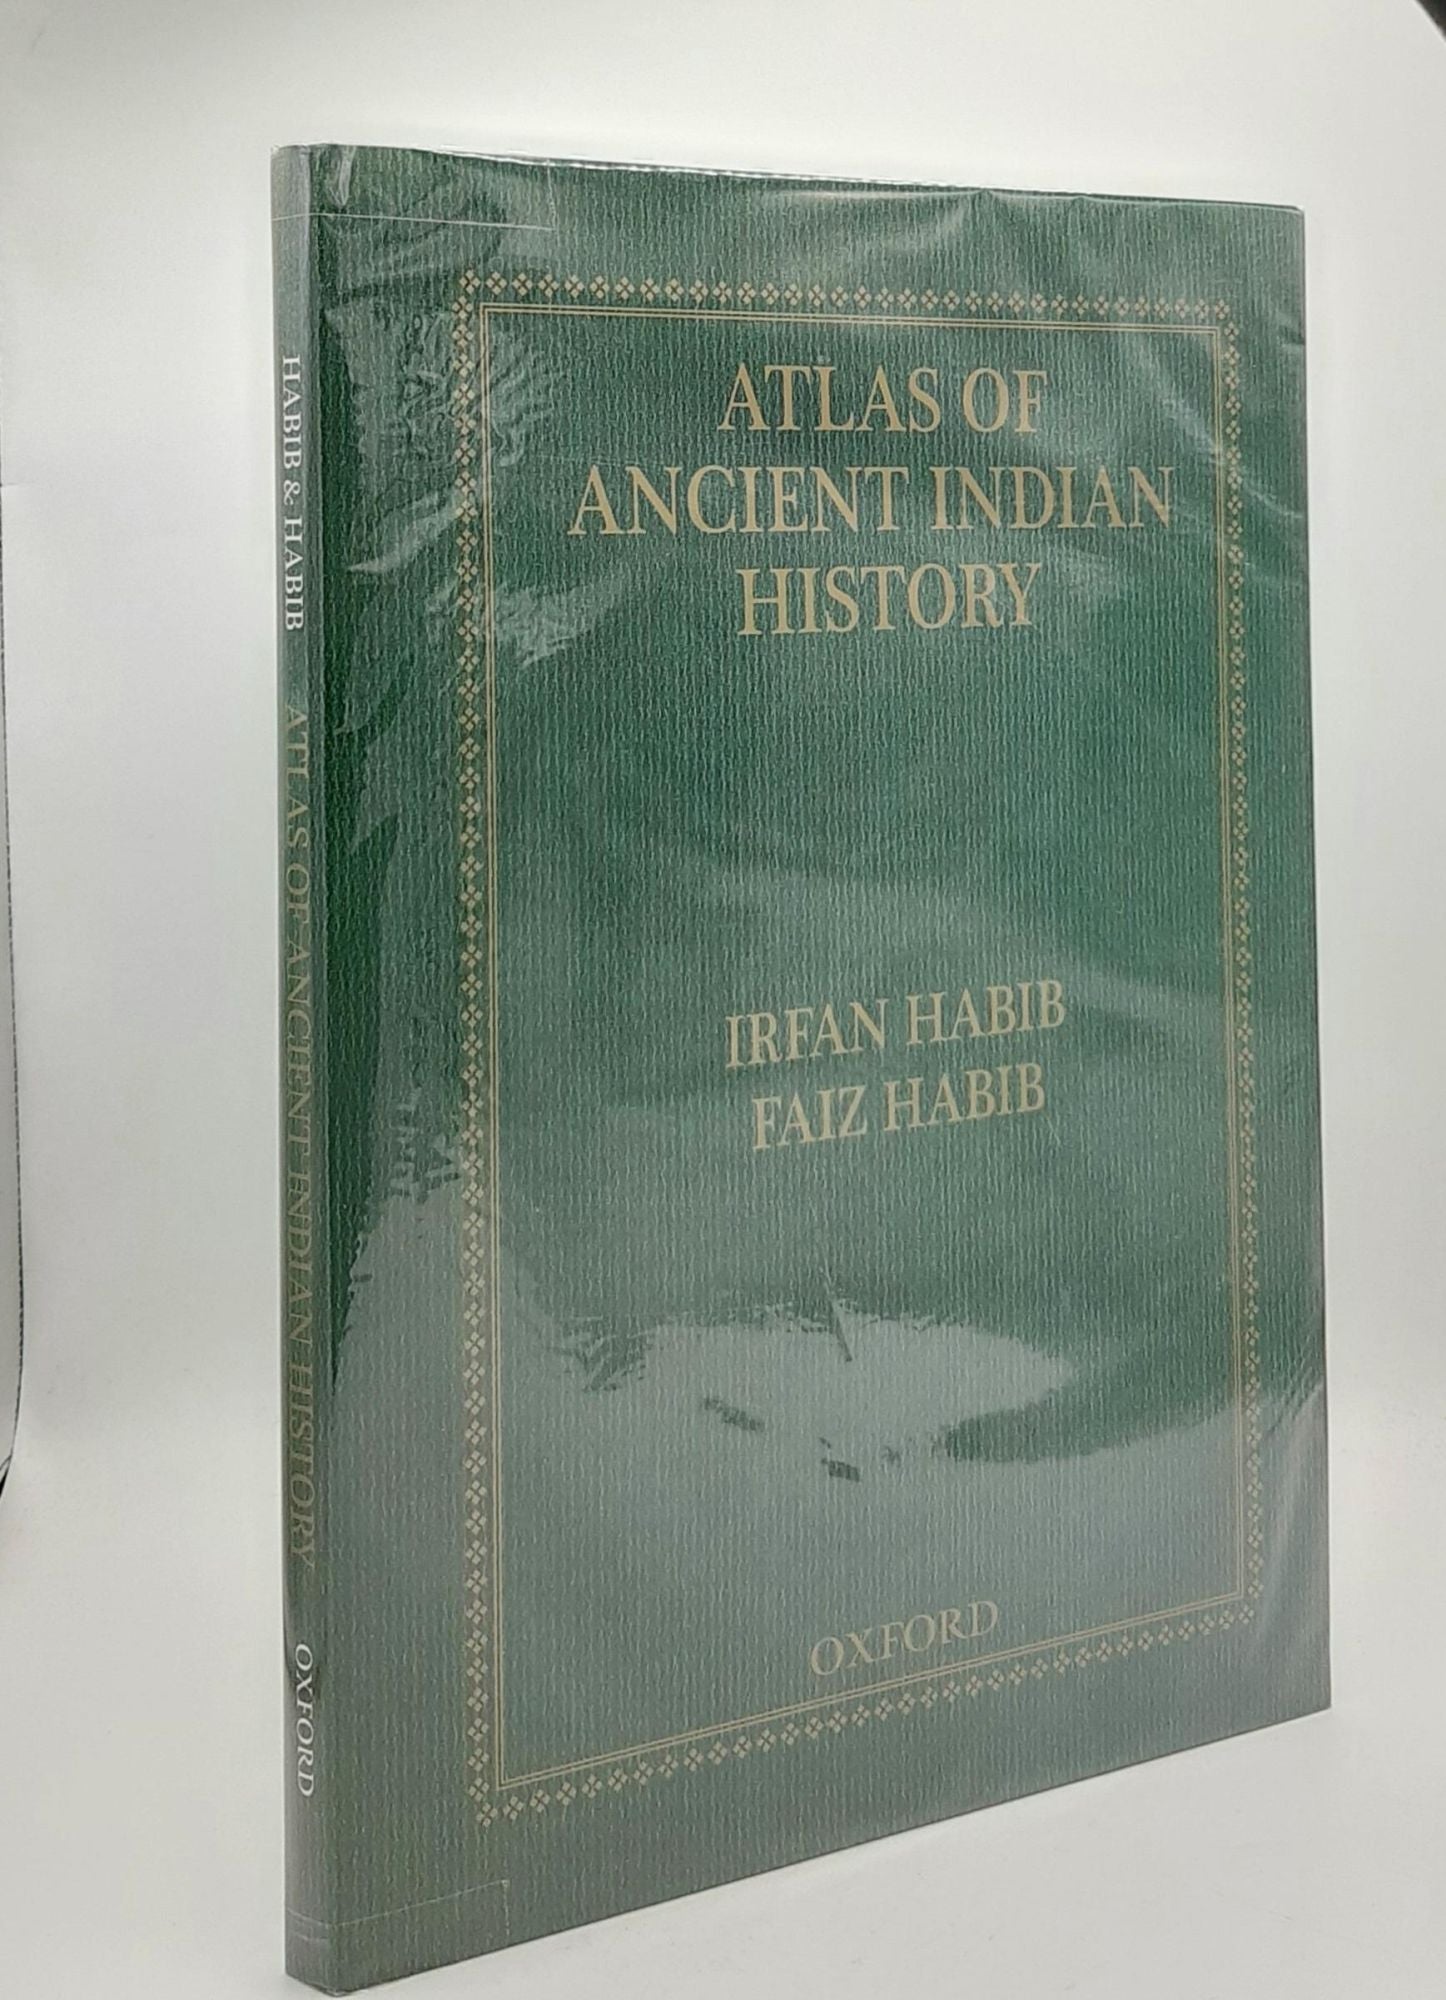 ATLAS OF
ANCIENT INDIAN
HISTORY
IRFAN HABIB
FAIZ HABIB
OXFORD
HABIB & HABIB ATLAS OF ANCIENT INDIAN HISTORY OXFORD